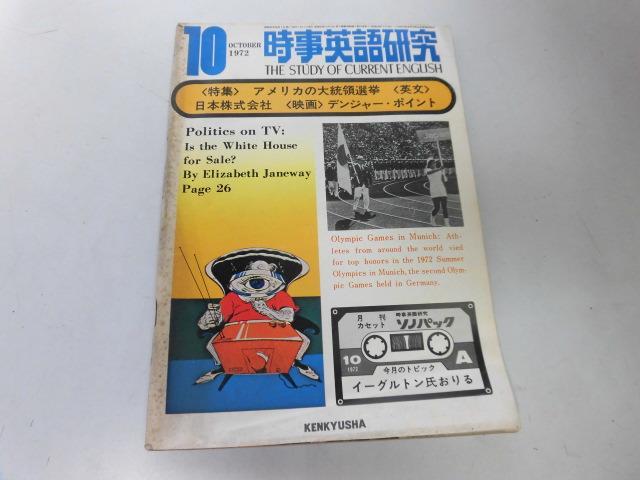 10 OCTOBER 1972 時事英語研究
THE STUDY OF CURRENT ENGLISH
〈特集〉 アメリカの大統領選挙 〈英文〉
日本株式会社 〈映画〉デンジャー・ポイント
Politics on TV:
Is the White House
for Sale?
By Elizabeth Janeway
Page 26
Olympic Games in Munich: Ath-
letes from around the world vied
for top honors in the 1972 Summer
Olympics in Munich, the second Olym-
pic Games held in Germany.
月刊 時事英語研究
カセット ソノパック
10 A
1972
今月のトピック
イーグルトン氏おりる
KENKYUSHA